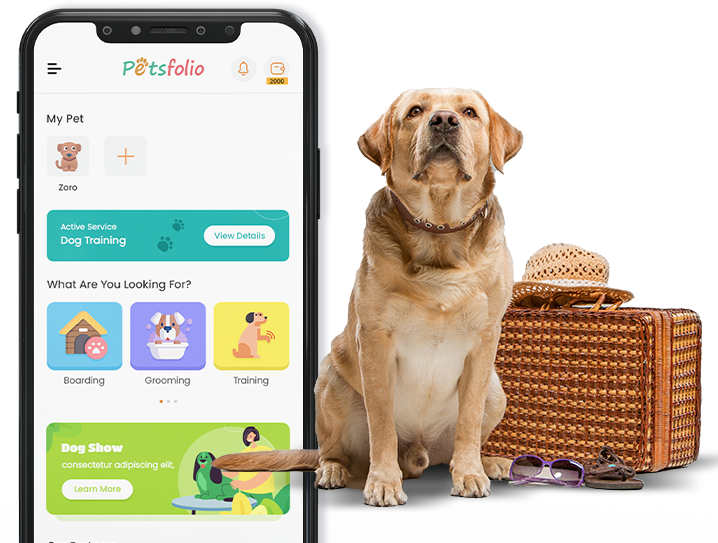 Petsfolio
2000
My Pet
Zoro
Active Service
Dog Training
View Details
What Are You Looking For?
Boarding
Grooming
Training
Dog Show
consectetur adipiscing elit,
Learn More